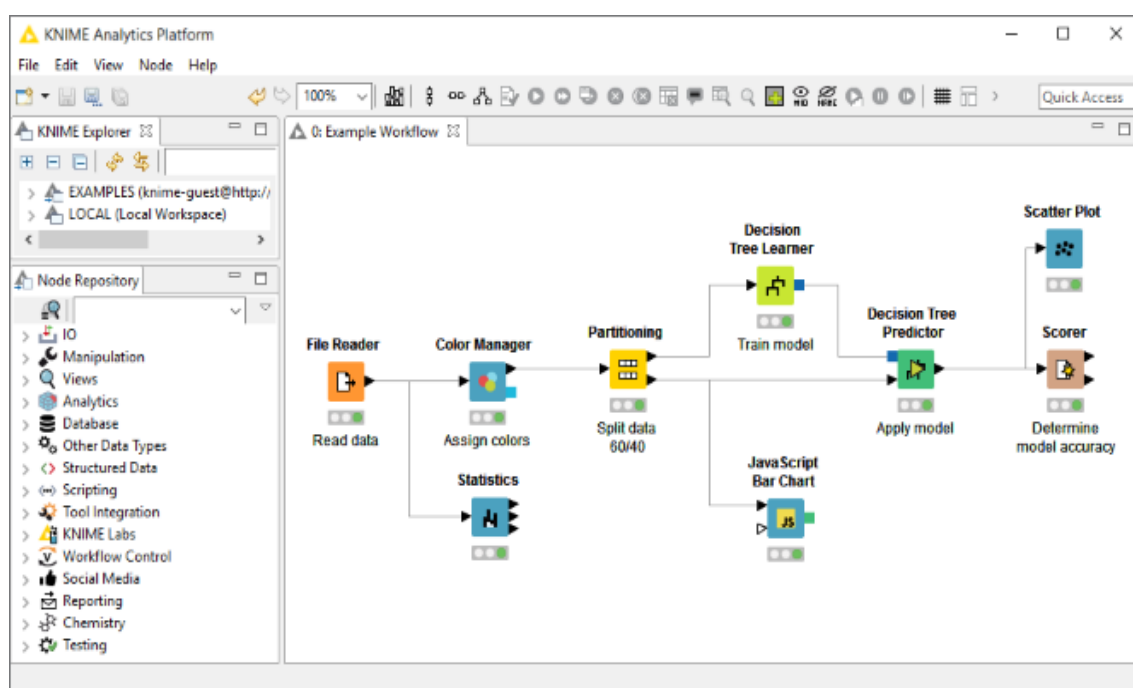 KNIME Analytics Platform
File Edit View Node Help
100%
Quick Access
KNIME Explorer
0: Example Workflow
EXAMPLES (knime-guest@http:/
LOCAL (Local Workspace)
Node Repository
IO
Manipulation
Views
Analytics
Database
Other Data Types
Structured Data
Scripting
Tool Integration
KNIME Labs
Workflow Control
Social Media
Reporting
Chemistry
Testing
File Reader
Read data
Color Manager
Assign colors
Statistics
Partitioning
Split data
60/40
Decision
Tree Learner
Train model
JavaScript
Bar Chart
JS
Decision Tree
Predictor
Apply model
Scatter Plot
Scorer
Determine
model accuracy